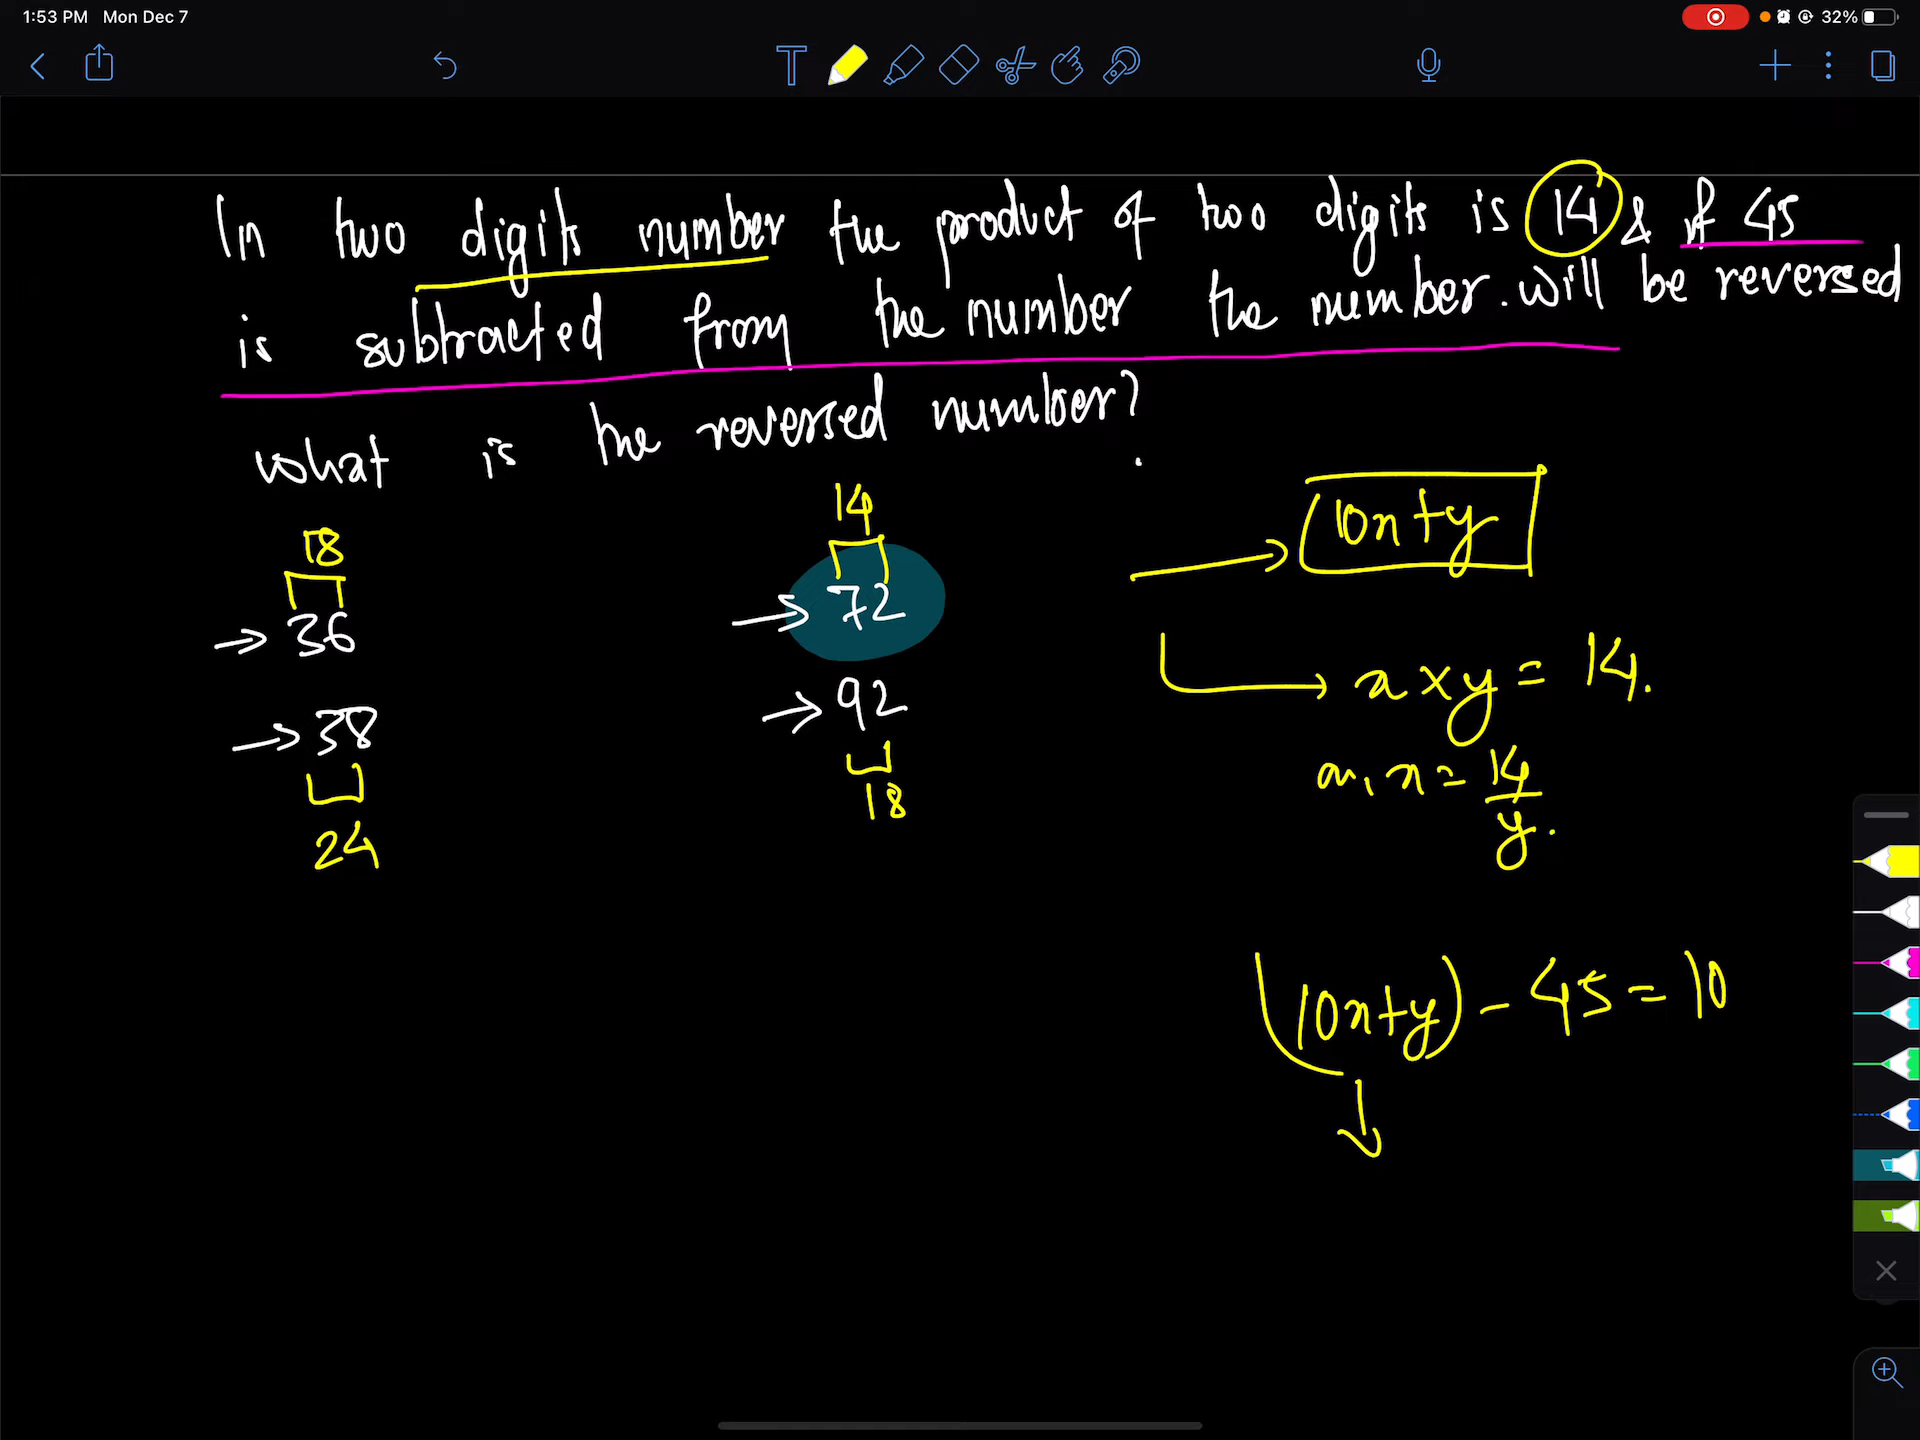 1:53 PM Mon Dec 7
32%
In two digits number the product of two digits is 14 & if 45
is subtracted from the number the number. will be reversed
what is the reversed number?
18
→ 36
→ 38
24
14
→ 72
→ 92
18
→ 10x+y
→ x × y = 14.
x = 14/y.
(10x+y) - 45 = 10